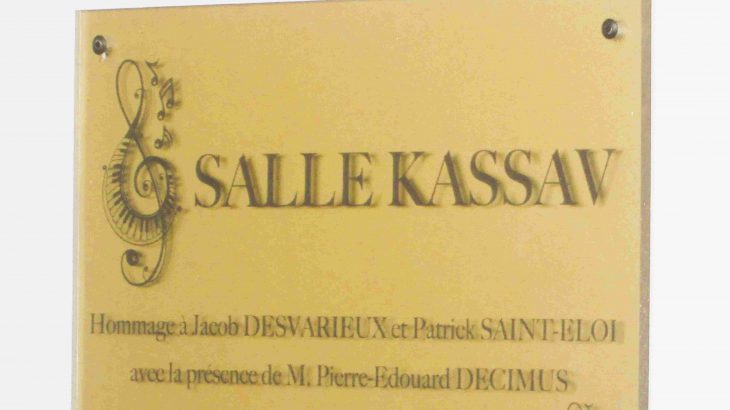 SALLE KASSAV
Hommage à Jacob DESVARIEUX et Patrick SAINT-ELOI
avec la présence de M. Pierre-Edouard DECIMUS